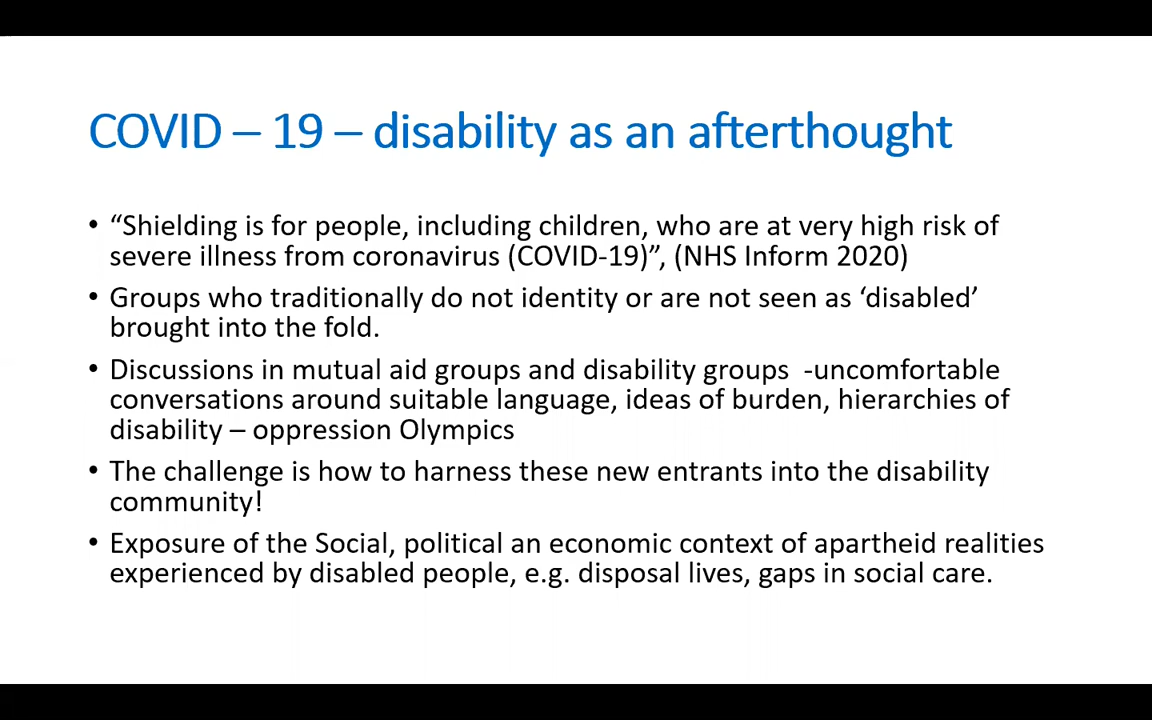 COVID – 19 – disability as an afterthought
• “Shielding is for people, including children, who are at very high risk of
severe illness from coronavirus (COVID-19)”, (NHS Inform 2020)
• Groups who traditionally do not identity or are not seen as ‘disabled’
brought into the fold.
• Discussions in mutual aid groups and disability groups  -uncomfortable
conversations around suitable language, ideas of burden, hierarchies of
disability – oppression Olympics
• The challenge is how to harness these new entrants into the disability
community!
• Exposure of the Social, political an economic context of apartheid realities
experienced by disabled people, e.g. disposal lives, gaps in social care.